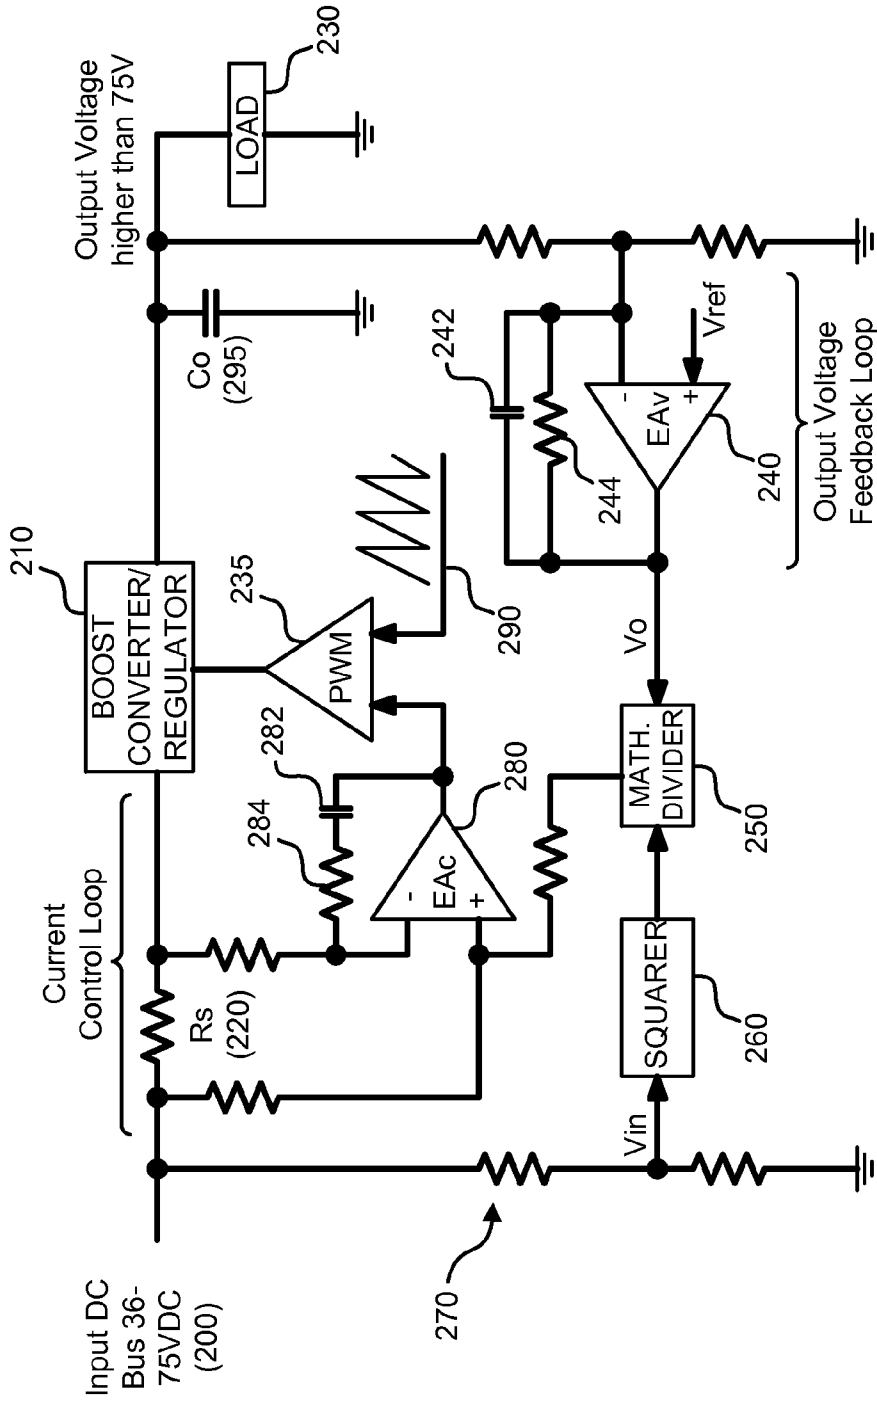 Input DC
Bus 36-
75VDC
(200)
Current
Control Loop
Rs
(220)
BOOST
CONVERTER/
REGULATOR
210
Output Voltage
higher than 75V
Co
(295)
LOAD
230
PWM
235
290
284
282
EAc
-
+
280
242
244
EAv
-
+
Vref
240
Output Voltage
Feedback Loop
Vo
MATH.
DIVIDER
250
SQUARER
260
Vin
270